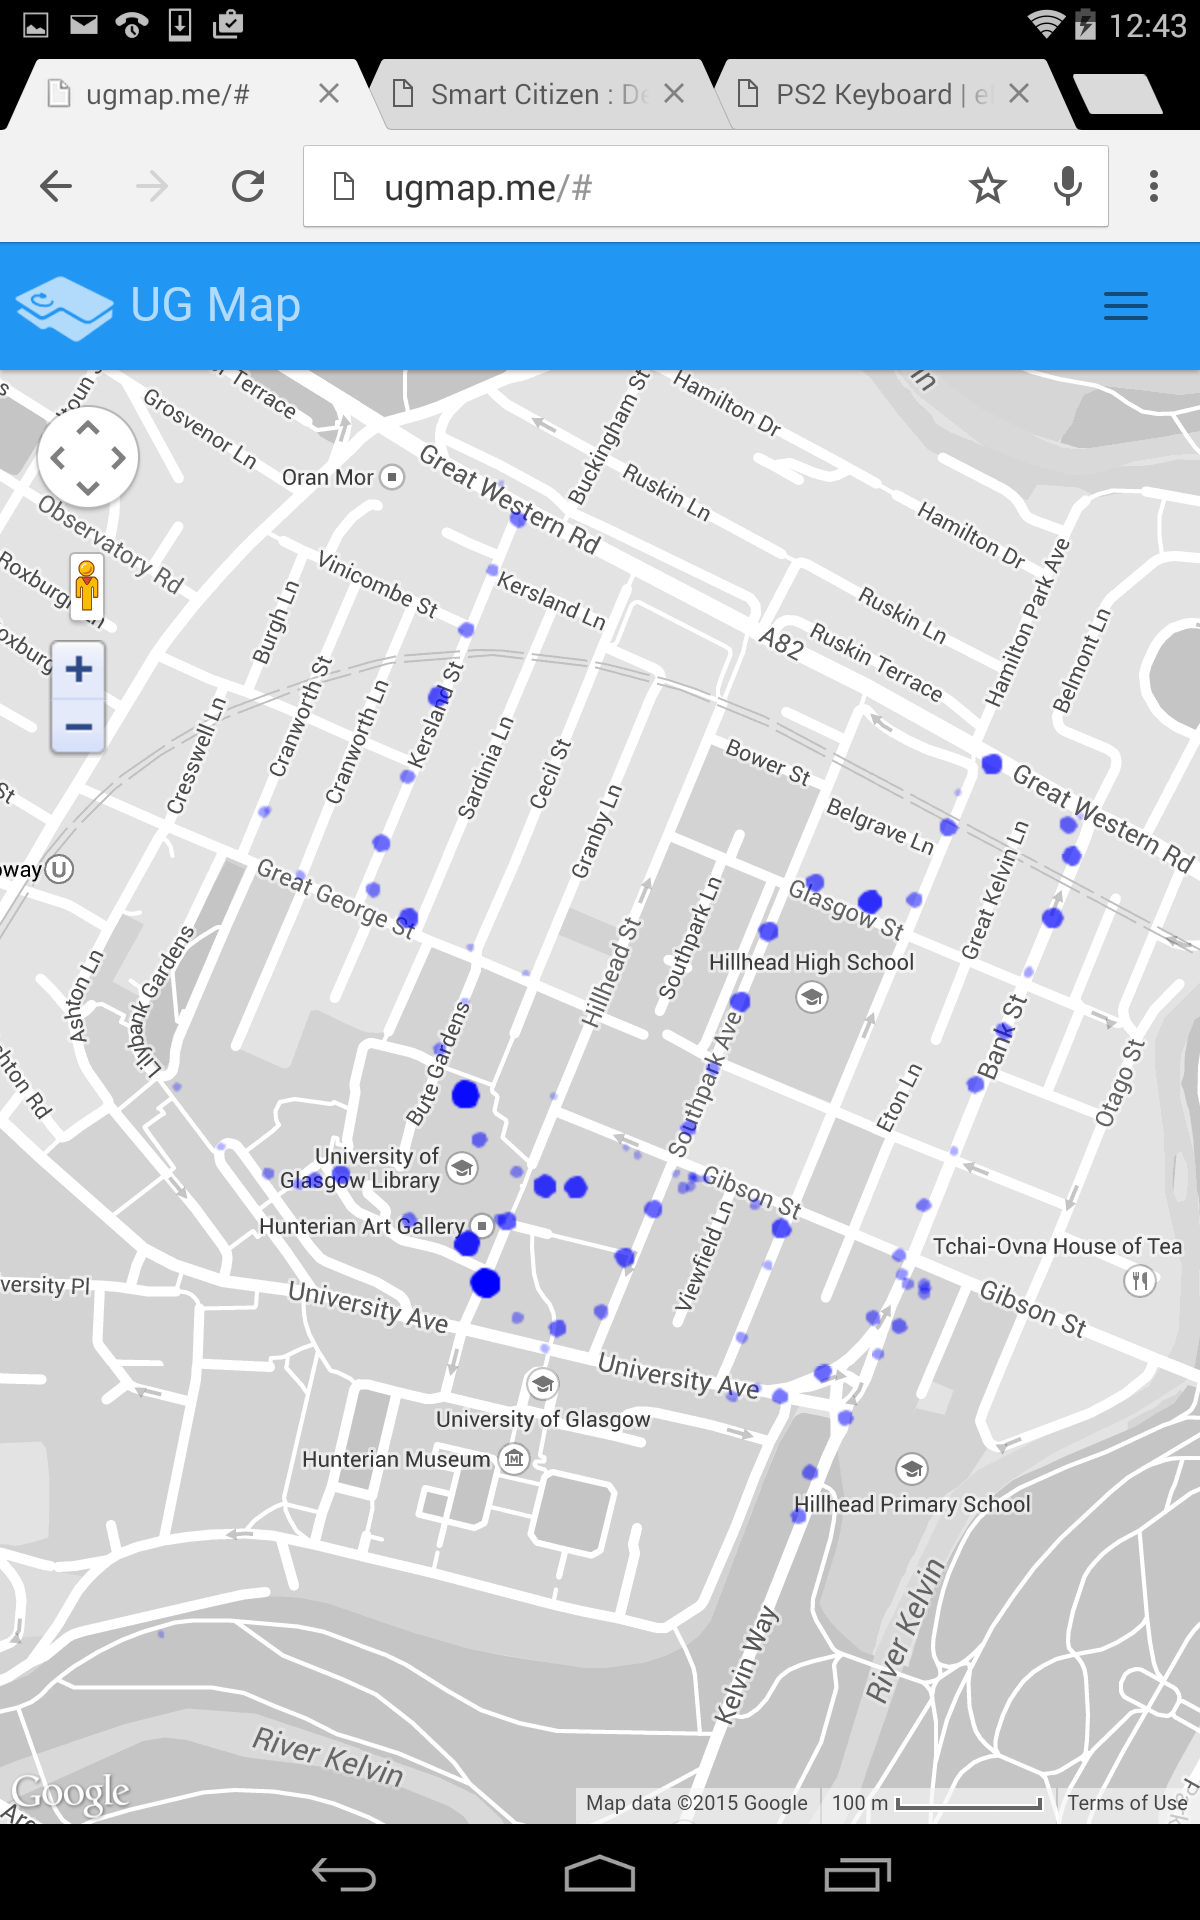 12:43
ugmap.me/#
Smart Citizen : De
PS2 Keyboard | e
ugmap.me/#
UG Map
Terrace
Grosvenor Ln
Buckingham St
Hamilton Dr
Oran Mor
Great Western Rd
Ruskin Ln
Observatory Rd
Hamilton Dr
Vinicombe St
Kersland Ln
Burgh Ln
Ruskin Ln
Hamilton Park Ave
Belmont Ln
A82
Ruskin Terrace
Cresswell Ln
Cranworth St
Cranworth Ln
Kersland St
Sardinia Ln
Cecil St
Granby Ln
Bower St
Belgrave Ln
Great Western Rd
Great Kelvin Ln
U
Great George St
Glasgow St
Hillhead St
Southpark Ln
Hillhead High School
Ashton Ln
Lilybank Gardens
Bute Gardens
Southpark Ave
Bank St
Eton Ln
Otago St
University of
Glasgow Library
Gibson St
Hunterian Art Gallery
Viewfield Ln
Tchai-Ovna House of Tea
University Ave
Gibson St
University Ave
University of Glasgow
Hunterian Museum
M
Hillhead Primary School
Kelvin Way
River Kelvin
River Kelvin
Google
Map data ©2015 Google
100 m
Terms of Use